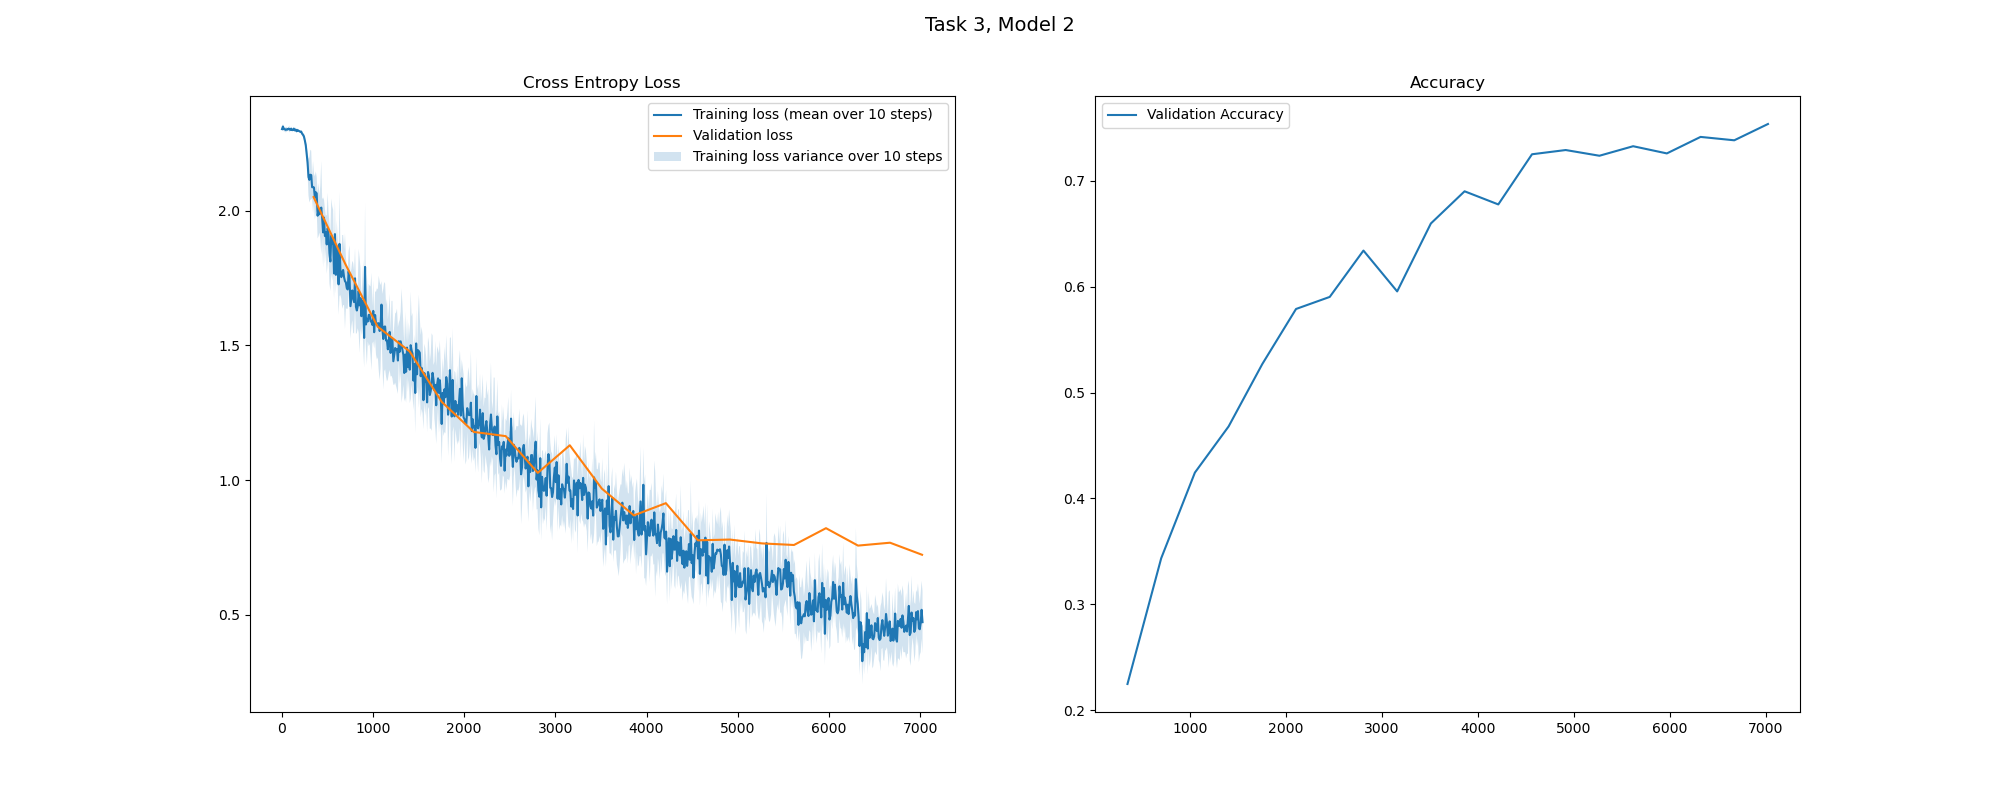 Task 3, Model 2
Cross Entropy Loss
Training loss (mean over 10 steps)
Validation loss
Training loss variance over 10 steps
2.0
1.5
1.0
0.5
0 1000 2000 3000 4000 5000 6000 7000
Accuracy
Validation Accuracy
0.7
0.6
0.5
0.4
0.3
0.2
1000 2000 3000 4000 5000 6000 7000